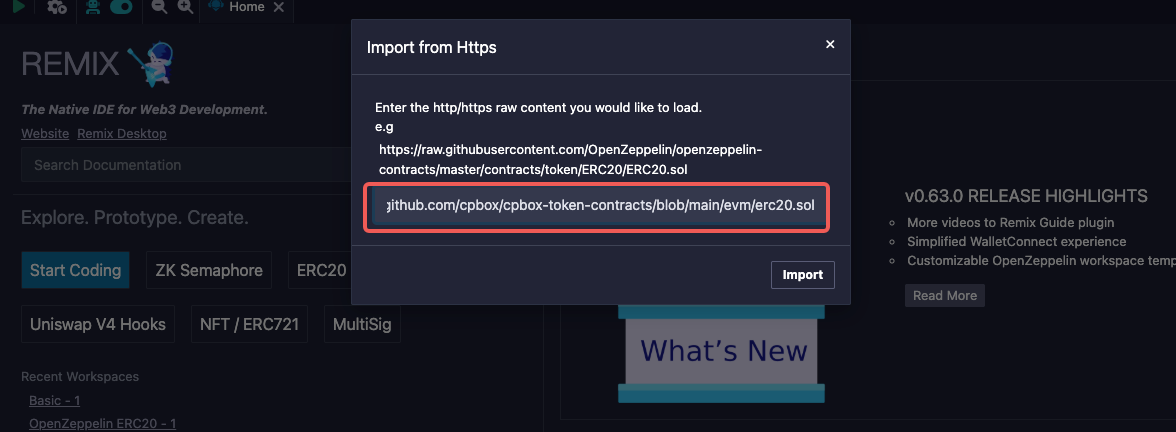 Home
REMIX
The Native IDE for Web3 Development.
Website Remix Desktop
Search Documentation
Explore. Prototype. Create.
Start Coding
ZK Semaphore
ERC20
Uniswap V4 Hooks
NFT / ERC721
MultiSig
Recent Workspaces
Basic - 1
OpenZeppelin ERC20 - 1
Import from Https
Enter the http/https raw content you would like to load.
e.g
https://raw.githubusercontent.com/OpenZeppelin/openzeppelin-
contracts/master/contracts/token/ERC20/ERC20.sol
github.com/cpbox/cpbox-token-contracts/blob/main/evm/erc20.sol
Import
v0.63.0 RELEASE HIGHLIGHTS
More videos to Remix Guide plugin
Simplified WalletConnect experience
Customizable OpenZeppelin workspace temp
Read More
What's New